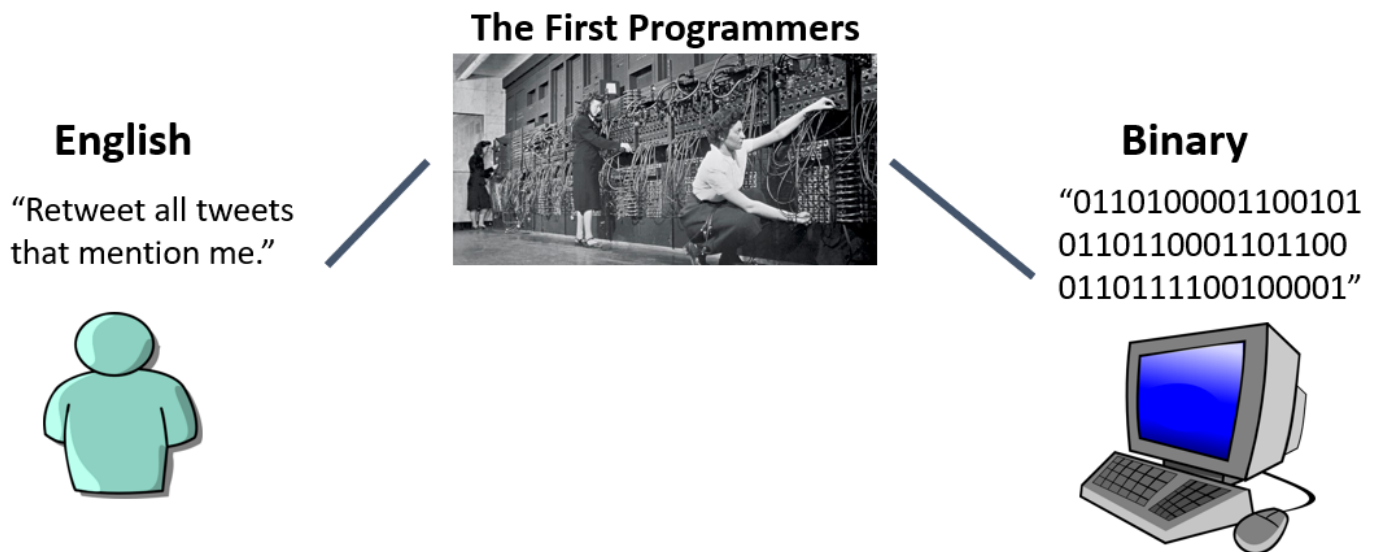 The First Programmers
English
“Retweet all tweets
that mention me.”
Binary
“0110100001100101
0110110001101100
0110111100100001”